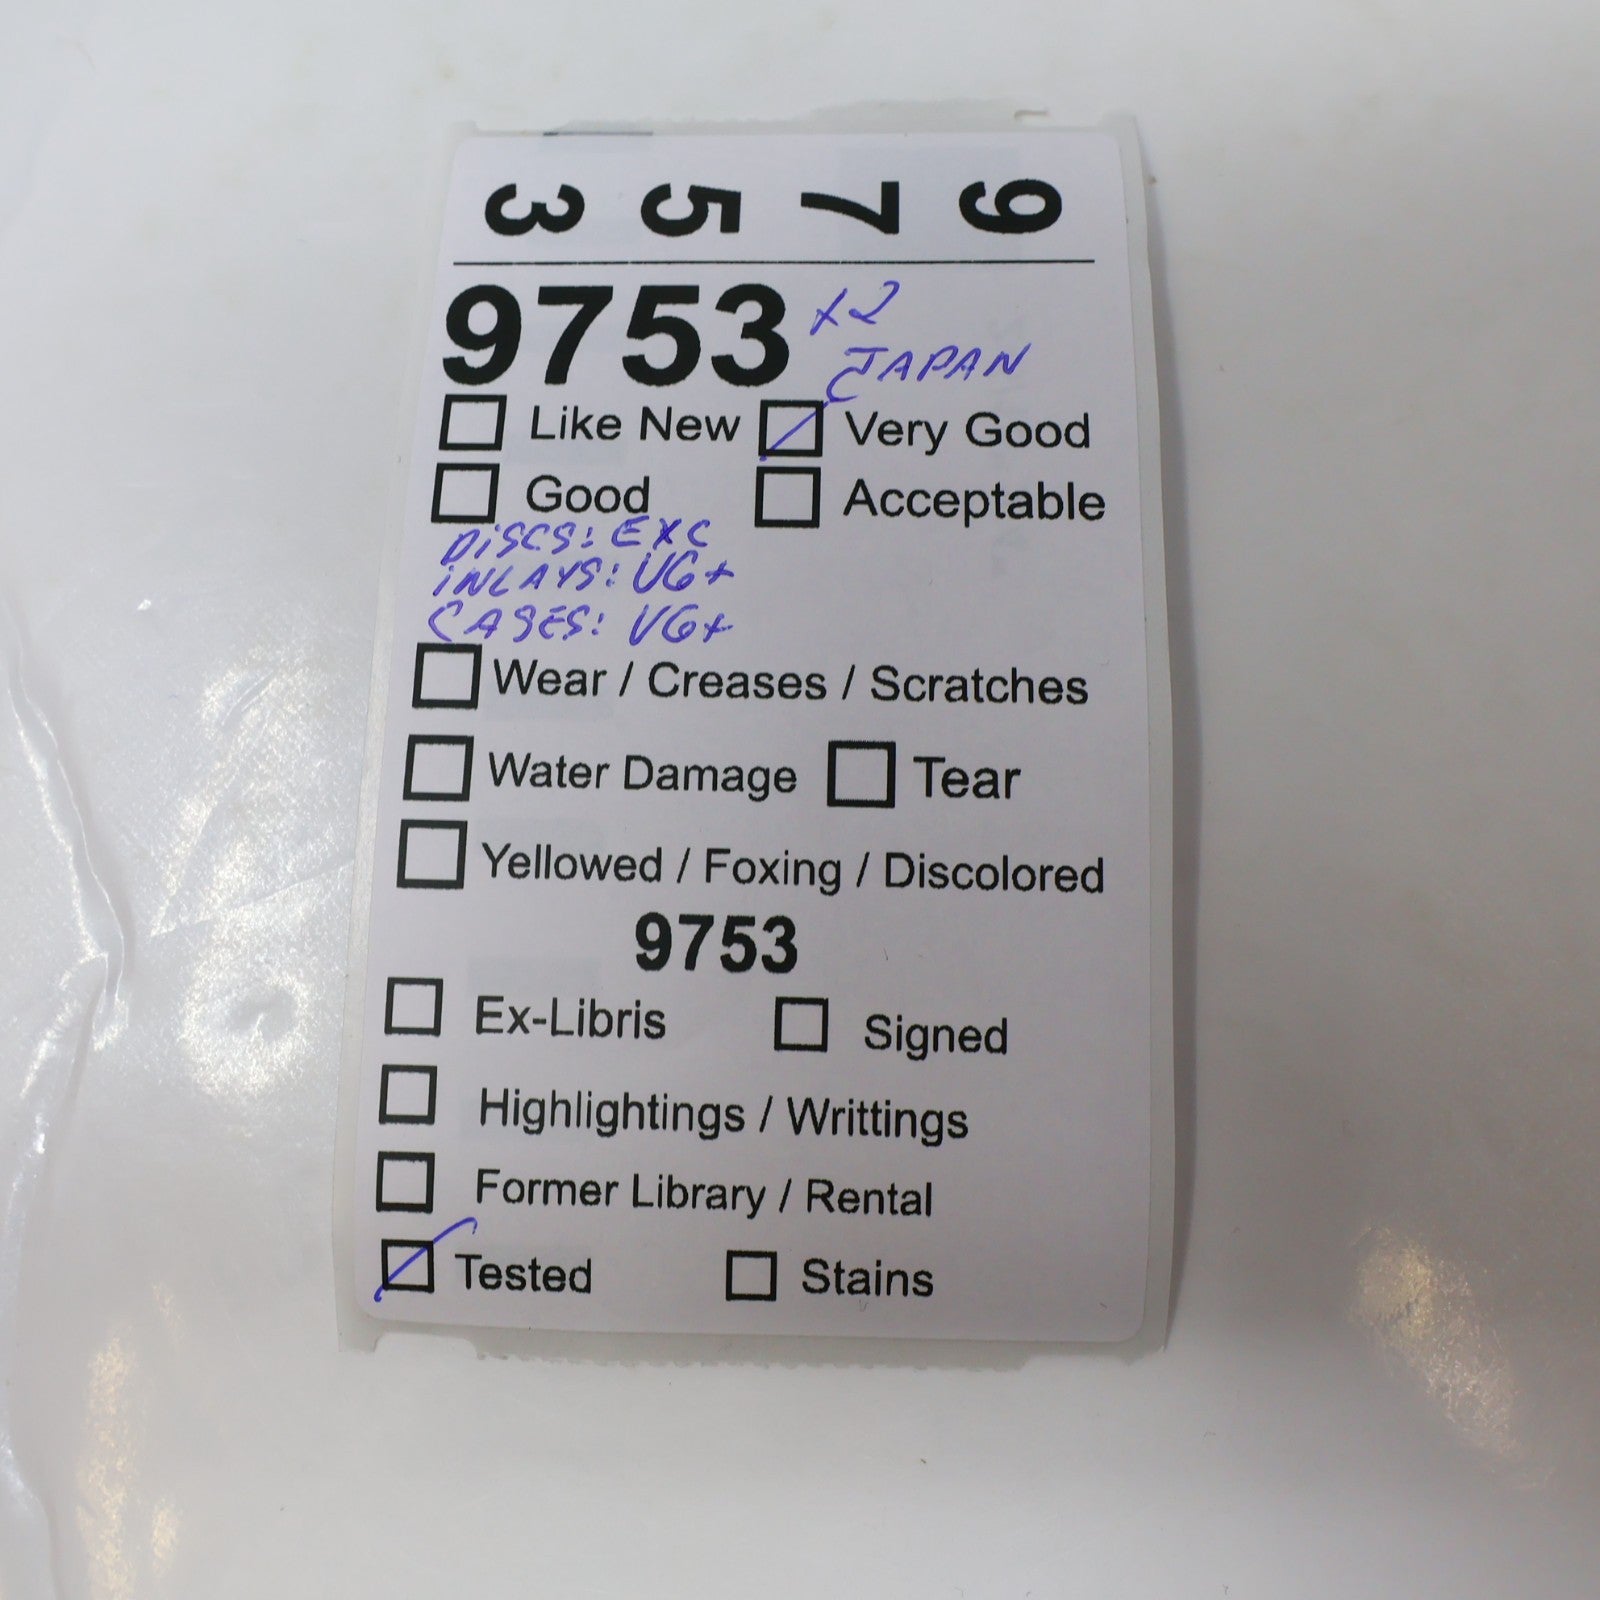 9 7 5 3
9753 x2
JAPAN
Like New Very Good
Good Acceptable
DiSCS: EXC
iNLAYS: VG+
CASES: VG+
Wear / Creases / Scratches
Water Damage Tear
Yellowed / Foxing / Discolored
9753
Ex-Libris Signed
Highlightings / Writtings
Former Library / Rental
Tested Stains